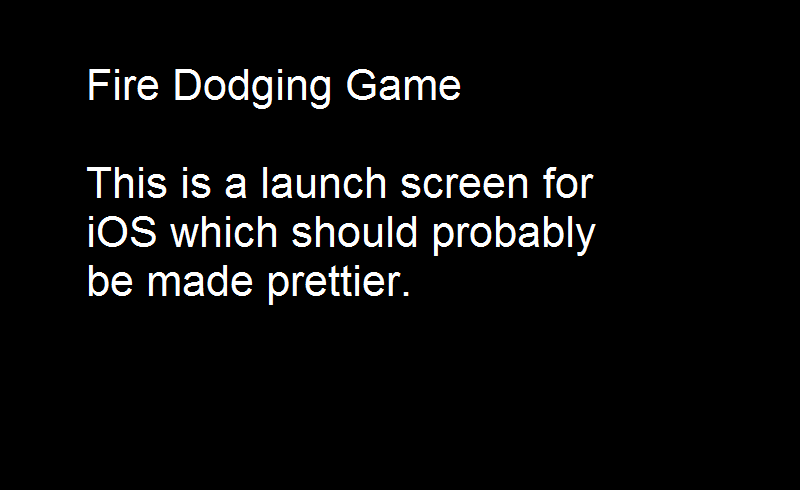 Fire Dodging Game
This is a launch screen for
iOS which should probably
be made prettier.